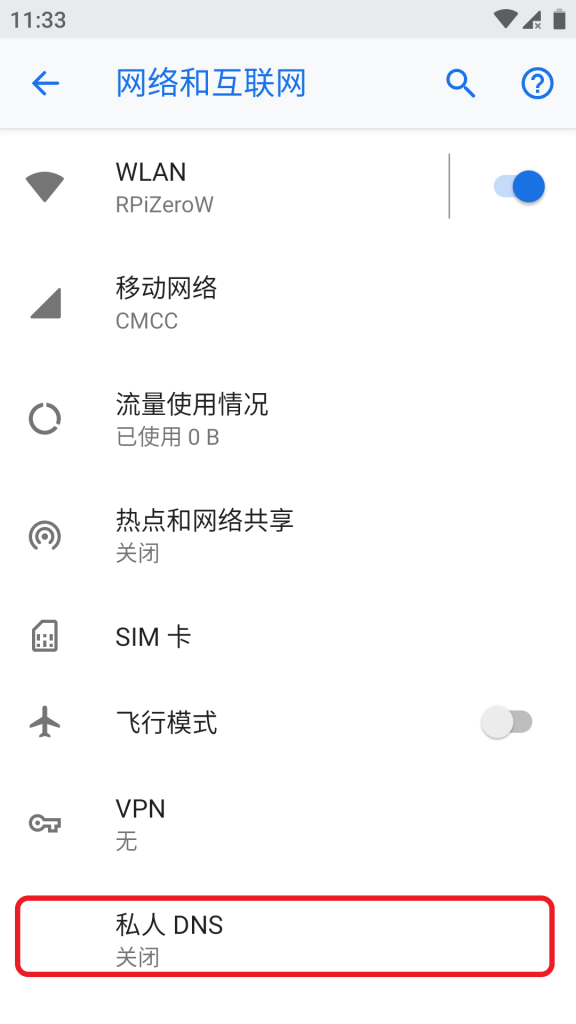 11:33
网络和互联网
WLAN
RPiZeroW
移动网络
CMCC
流量使用情况
已使用 0 B
热点和网络共享
关闭
SIM 卡
飞行模式
VPN
无
私人 DNS
关闭